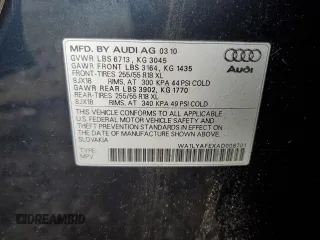 MFD. BY AUDI AG 03 10
GVWR LBS 6713 , KG 3045
GAWR FRONT LBS 3164 , KG 1435
FRONT-TIRES 255/55 R18 XL
8JX18 RIMS, AT 300 KPA 44 PSI COLD
GAWR REAR LBS 3902, KG 1770
REAR-TIRES 255/55 R18 XL
8JX18 RIMS, AT 340 KPA 49 PSI COLD
Audi
THIS VEHICLE CONFORMS TO ALL APPLICABLE
U.S. FEDERAL MOTOR VEHICLE SAFETY AND
THEFT PREVENTION STANDARDS IN EFFECT ON THE
DATE OF MANUFACTURE SHOWN ABOVE.
SLOVAKIA
TYPE:
MPV
AUTOBIDMASTER